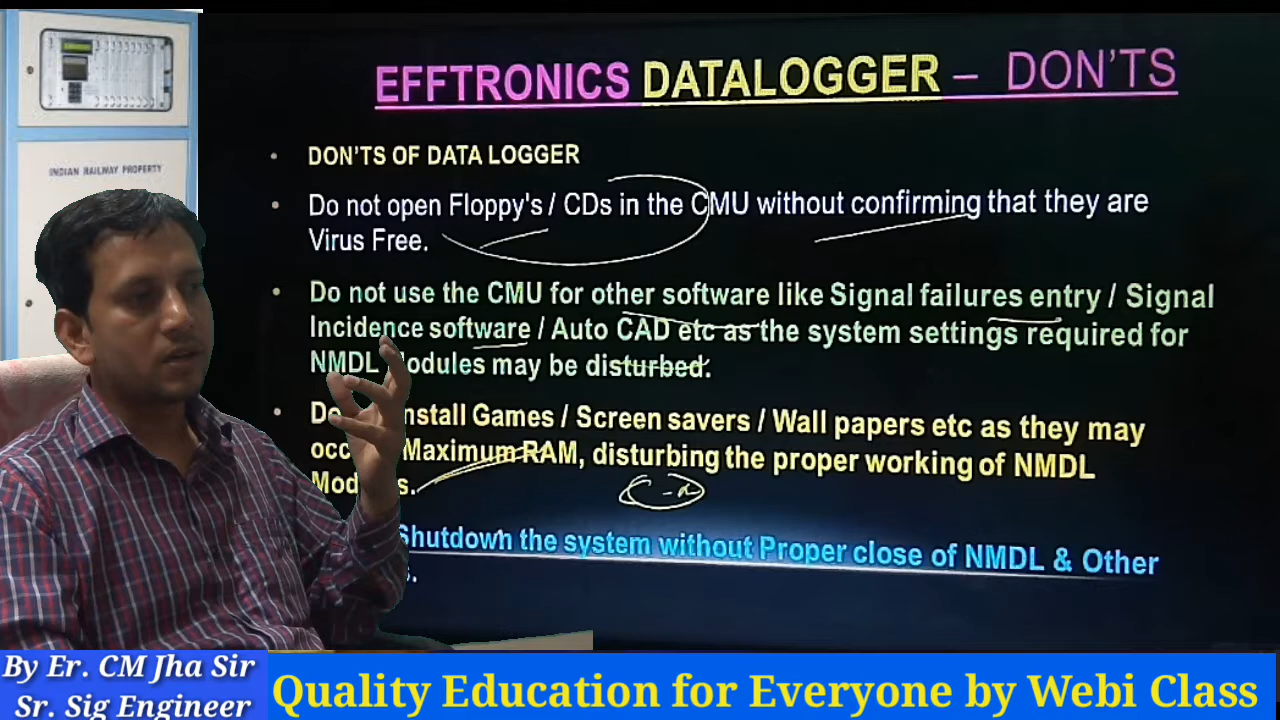 EFFTRONICS DATALOGGER – DON'TS
INDIAN RAILWAY PROPERTY
• DON'TS OF DATA LOGGER
• Do not open Floppy's / CDs in the CMU without confirming that they are
Virus Free.
• Do not use the CMU for other software like Signal failures entry / Signal
Incidence software / Auto CAD etc as the system settings required for
NMDL Modules may be disturbed.
• Do nstall Games / Screen savers / Wall papers etc as they may
occ Maximum RAM, disturbing the proper working of NMDL
Mod s.
Shutdown the system without Proper close of NMDL & Other
s.
By Er. CM Jha Sir
Sr. Sig Engineer
Quality Education for Everyone by Webi Class